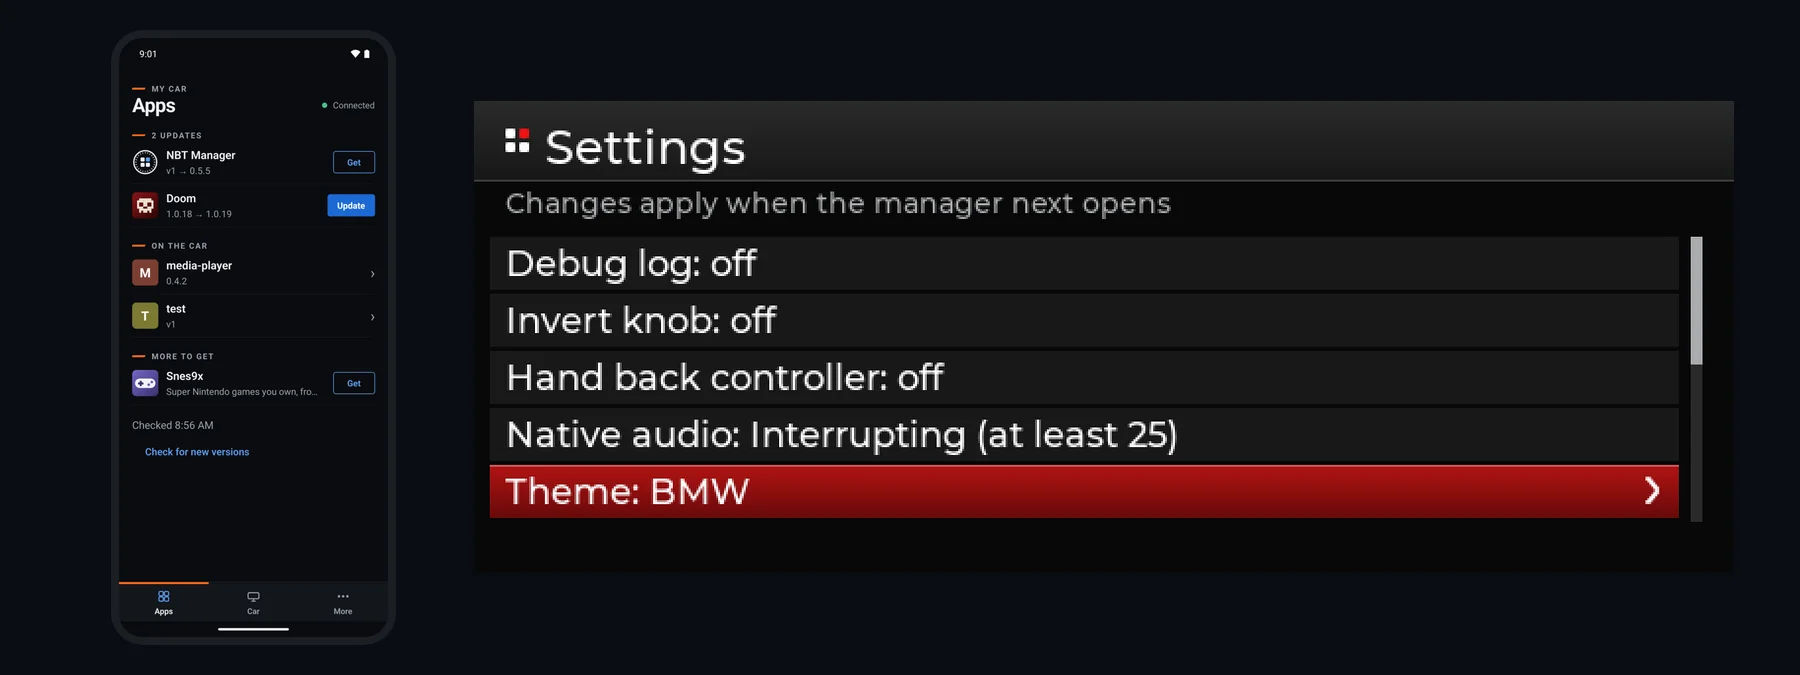 9:01
MY CAR
Apps
Connected
2 UPDATES
NBT Manager
v1 → 0.5.5
Get
Doom
1.0.18 → 1.0.19
Update
ON THE CAR
M
media-player
0.4.2
T
test
v1
MORE TO GET
Snes9x
Super Nintendo games you own, fro...
Get
Checked 8:56 AM
Check for new versions
Apps
Car
More
Settings
Changes apply when the manager next opens
Debug log: off
Invert knob: off
Hand back controller: off
Native audio: Interrupting (at least 25)
Theme: BMW